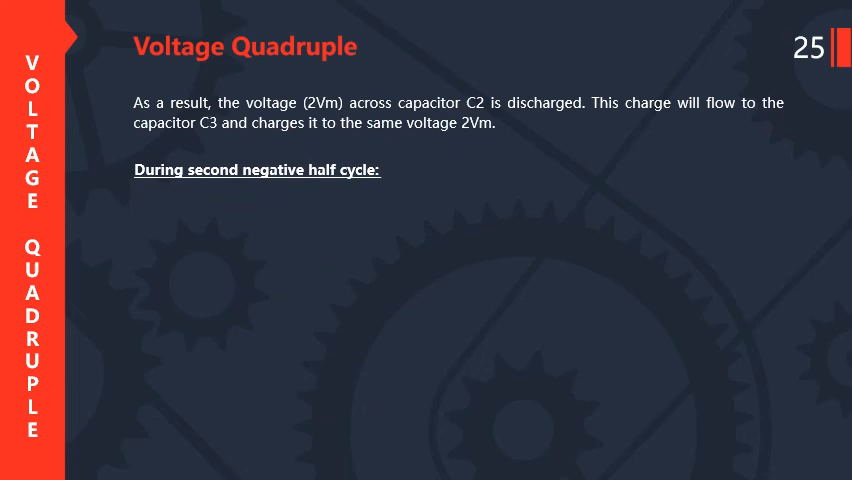 Voltage Quadruple
25
As a result, the voltage (2Vm) across capacitor C2 is discharged. This charge will flow to the
capacitor C3 and charges it to the same voltage 2Vm.
During second negative half cycle:
VOLTAGE QUADRUPLE